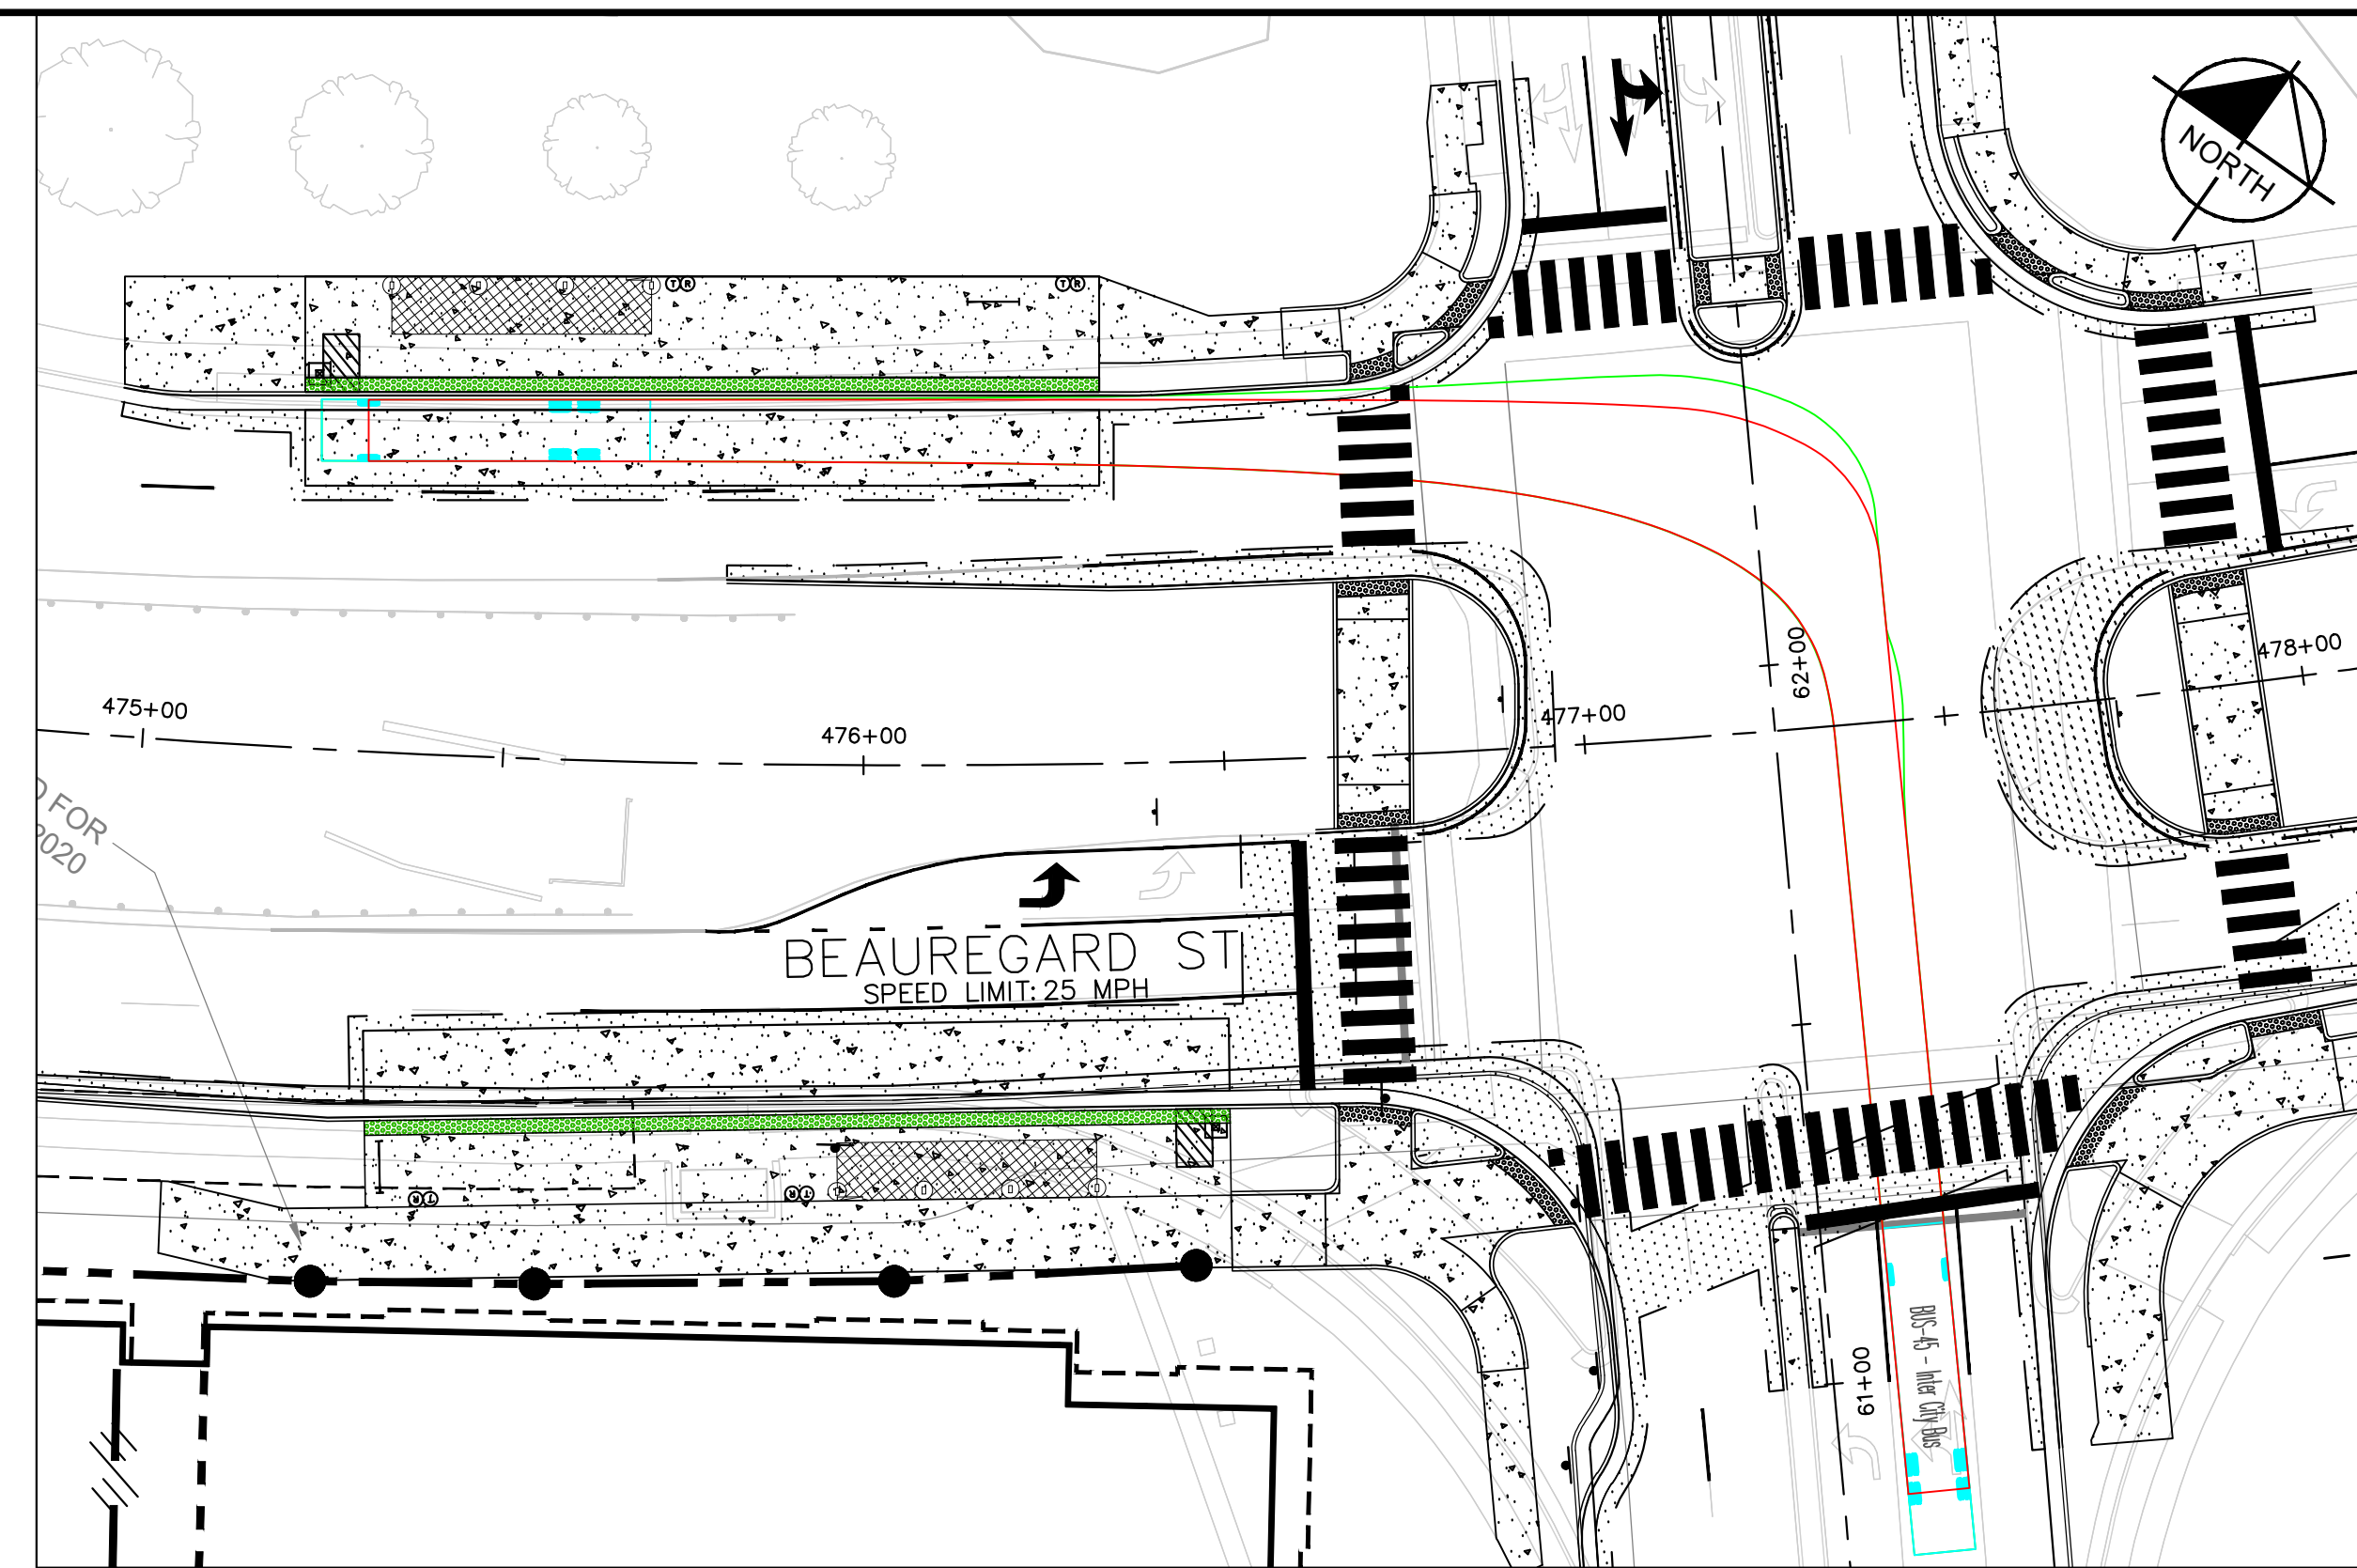 NORTH
T R
T R
62+00
478+00
475+00
476+00
477+00
D FOR
2020
BEAUREGARD ST
SPEED LIMIT: 25 MPH
T R
T R
BUS-45 - Inter City Bus
61+00